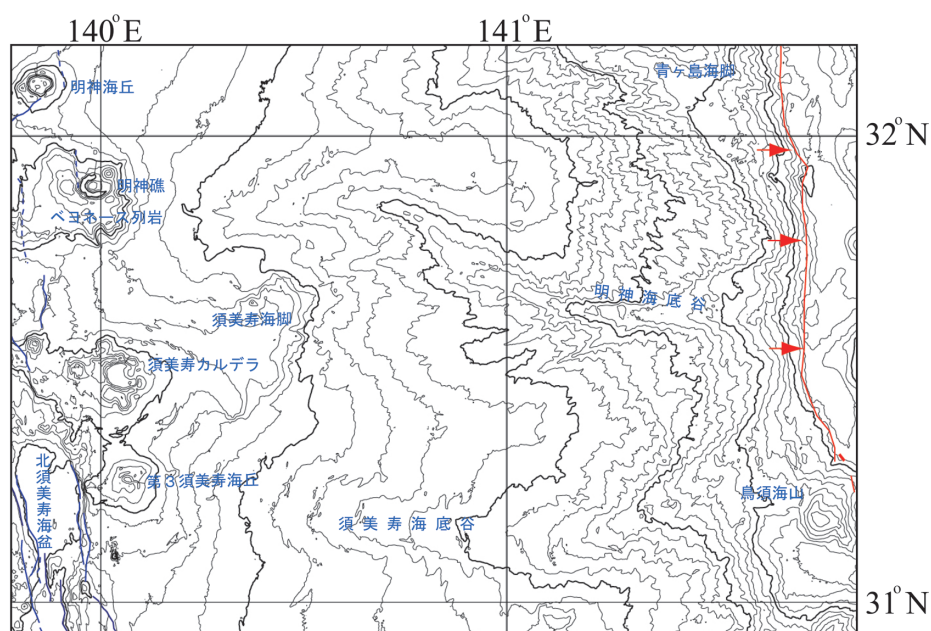 140°E
141°E
青ヶ島海脚
明神海丘
32°N
明神礁
ベヨネース列岩
明神海底谷
須美寿海脚
須美寿カルデラ
北須美寿海盆
第3須美寿海丘
鳥須海山
須美寿海底谷
31°N